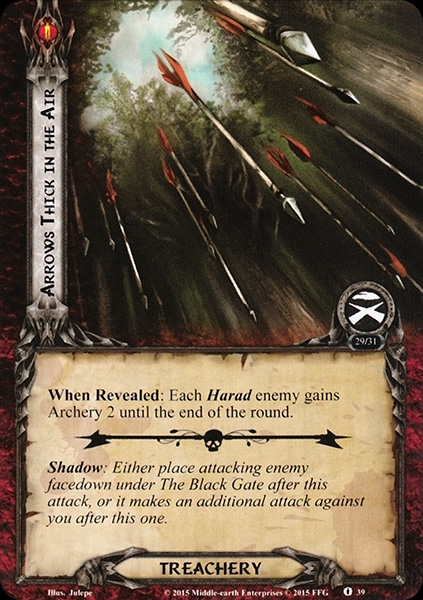 ARROWS THICK IN THE AIR
29/31
When Revealed: Each Harad enemy gains
Archery 2 until the end of the round.
Shadow: Either place attacking enemy
facedown under The Black Gate after this
attack, or it makes an additional attack against
you after this one.
TREACHERY
Illus. Julepe
© 2015 Middle-earth Enterprises © 2015 FFG
39